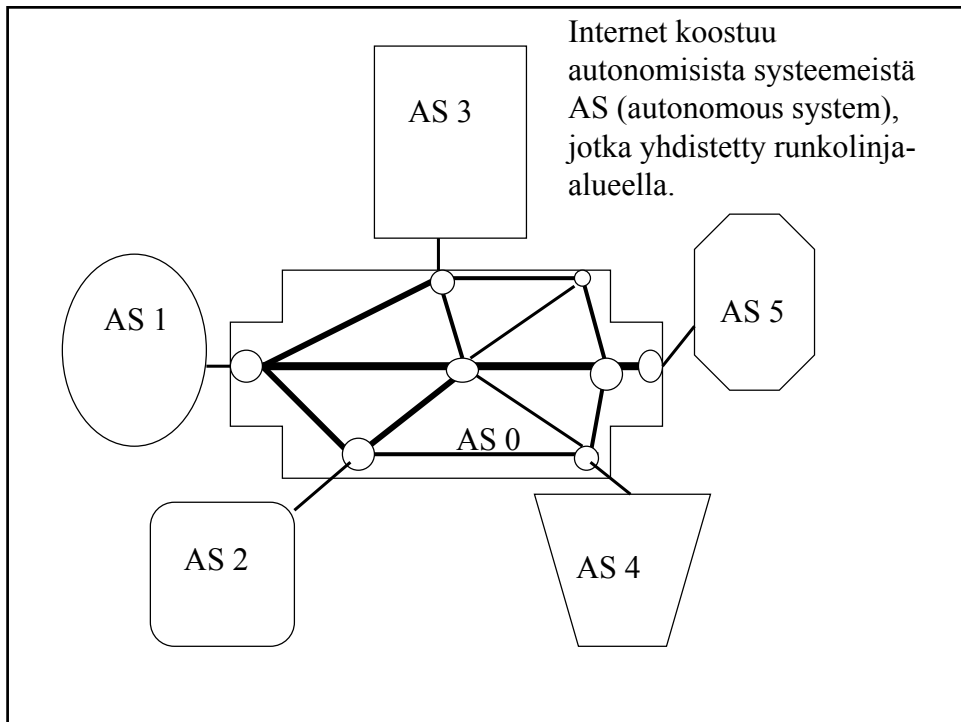 Internet koostuu
autonomisista systeemeistä
AS (autonomous system),
jotka yhdistetty runkolinja-
alueella.
AS 3
AS 1
AS 5
AS 0
AS 2
AS 4